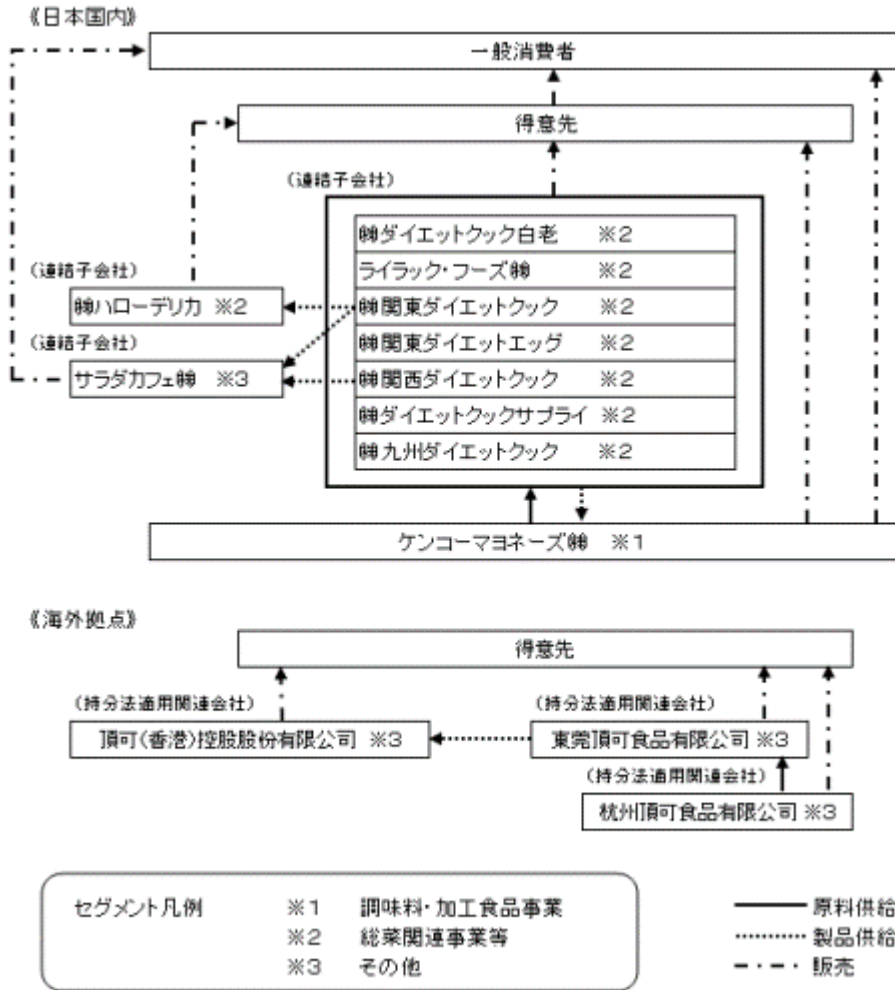 《日本国内》
一般消費者
得意先
(連結子会社)
㈱ダイエットクック白老 ※2
ライラック・フーズ㈱ ※2
(連結子会社)
㈱ハローデリカ ※2
㈱関東ダイエットクック ※2
(連結子会社)
㈱関東ダイエットエッグ ※2
サラダカフェ㈱ ※3
㈱関西ダイエットクック ※2
㈱ダイエットクックサプライ ※2
㈱九州ダイエットクック ※2
ケンコーマヨネーズ㈱ ※1
《海外拠点》
得意先
(持分法適用関連会社)
(持分法適用関連会社)
頂可(香港)控股股份有限公司 ※3
東莞頂可食品有限公司 ※3
(持分法適用関連会社)
杭州頂可食品有限公司 ※3
セグメント凡例 ※1 調味料・加工食品事業
※2 総菜関連事業等
※3 その他
原料供給
製品供給
販売